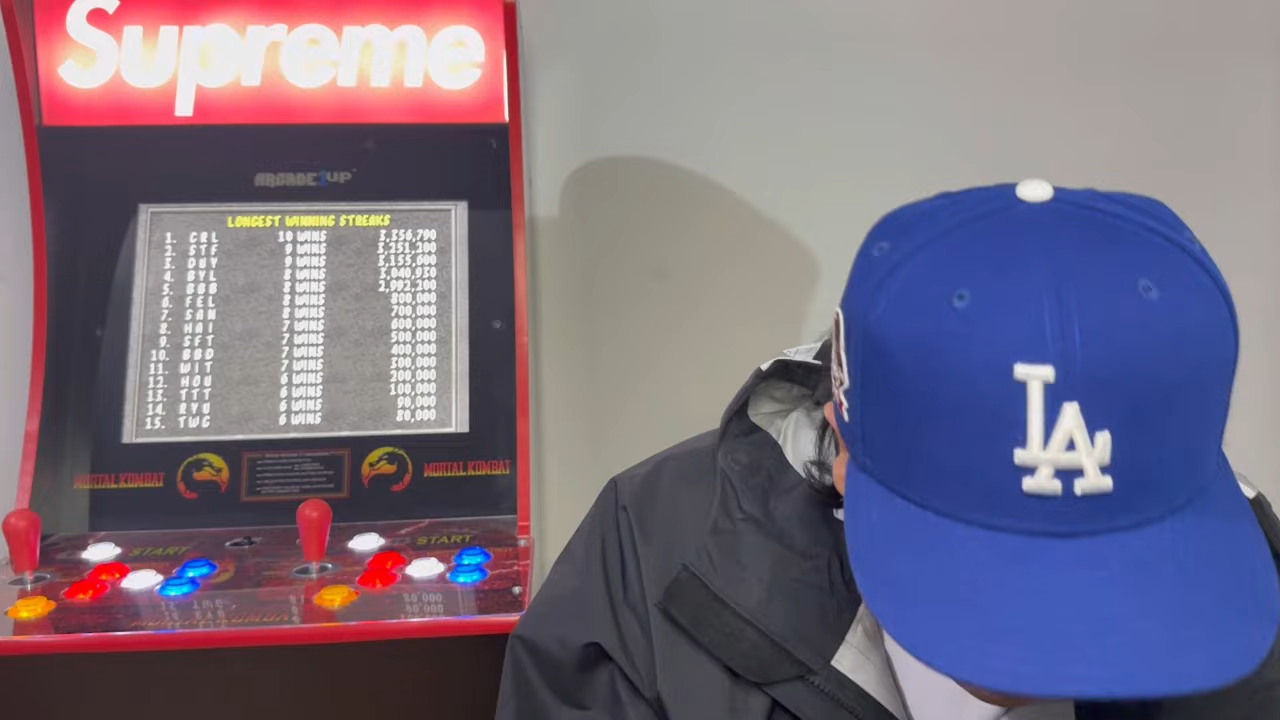 Supreme
ARCADE1UP
LONGEST WINNING STREAKS
1. CRL 10 WINS 3,356,790
2. STF 9 WINS 3,251,200
3. DUY 9 WINS 3,155,600
4. BYL 8 WINS 3,040,930
5. BBB 8 WINS 2,992,200
6. FEL 8 WINS 800,000
7. SAN 8 WINS 700,000
8. HAI 7 WINS 600,000
9. SFT 7 WINS 500,000
10. BBD 7 WINS 400,000
11. WIT 7 WINS 300,000
12. HOU 6 WINS 200,000
13. TTT 6 WINS 100,000
14. RYU 6 WINS 90,000
15. TWG 6 WINS 80,000
MORTAL KOMBAT
MORTAL KOMBAT
START
START
LA